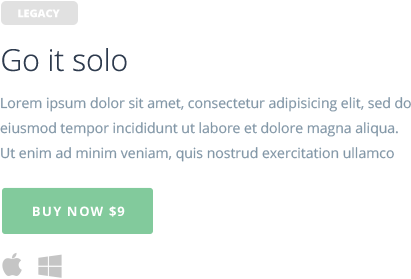 LEGACY
Go it solo
Lorem ipsum dolor sit amet, consectetur adipisicing elit, sed do
eiusmod tempor incididunt ut labore et dolore magna aliqua.
Ut enim ad minim veniam, quis nostrud exercitation ullamco
BUY NOW $9